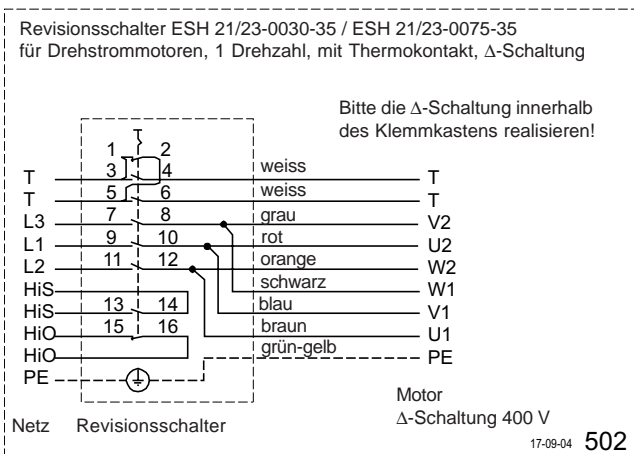 Revisionsschalter ESH 21/23-0030-35 / ESH 21/23-0075-35
für Drehstrommotoren, 1 Drehzahl, mit Thermokontakt, Δ-Schaltung
Bitte die Δ-Schaltung innerhalb
des Klemmkastens realisieren!
1 2
T 3 4 weiss T
T 5 6 weiss T
L3 7 8 grau V2
L1 9 10 rot U2
L2 11 12 orange W2
HiS schwarz W1
HiS 13 14 blau V1
HiO 15 16 braun U1
HiO grün-gelb PE
PE
Motor
Δ-Schaltung 400 V
Netz Revisionsschalter
17-09-04 502